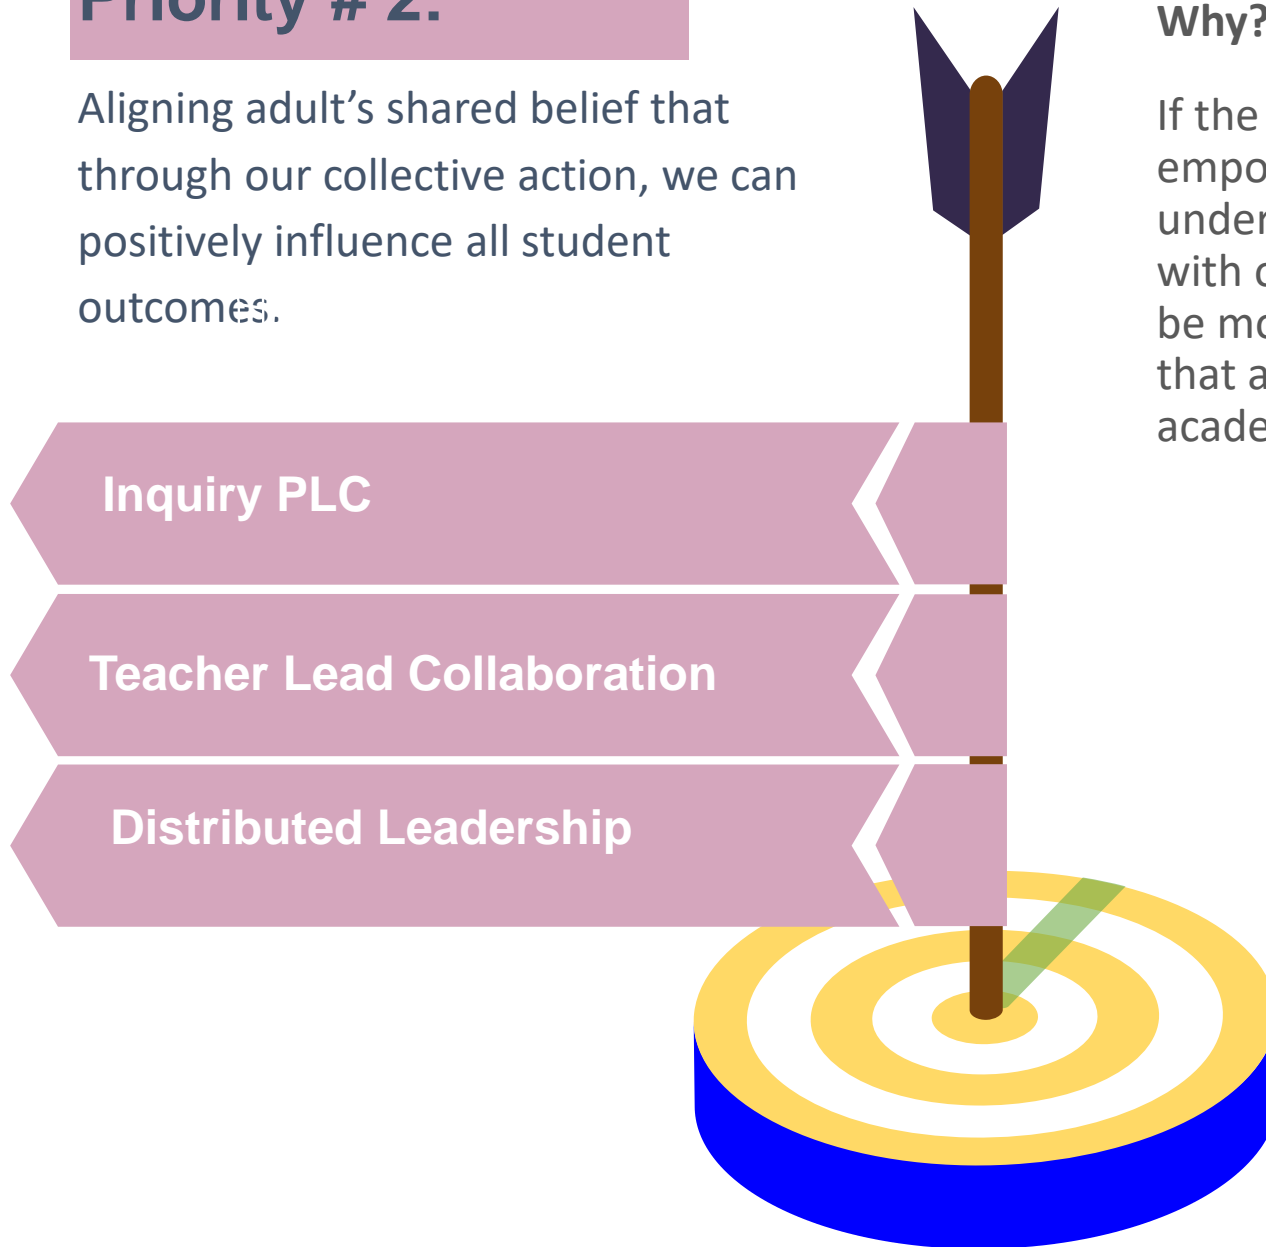 Priority # 2:
Aligning adult's shared belief that
through our collective action, we can
positively influence all student
outcomes.
Inquiry PLC
Teacher Lead Collaboration
Distributed Leadership
Why?
If the
with